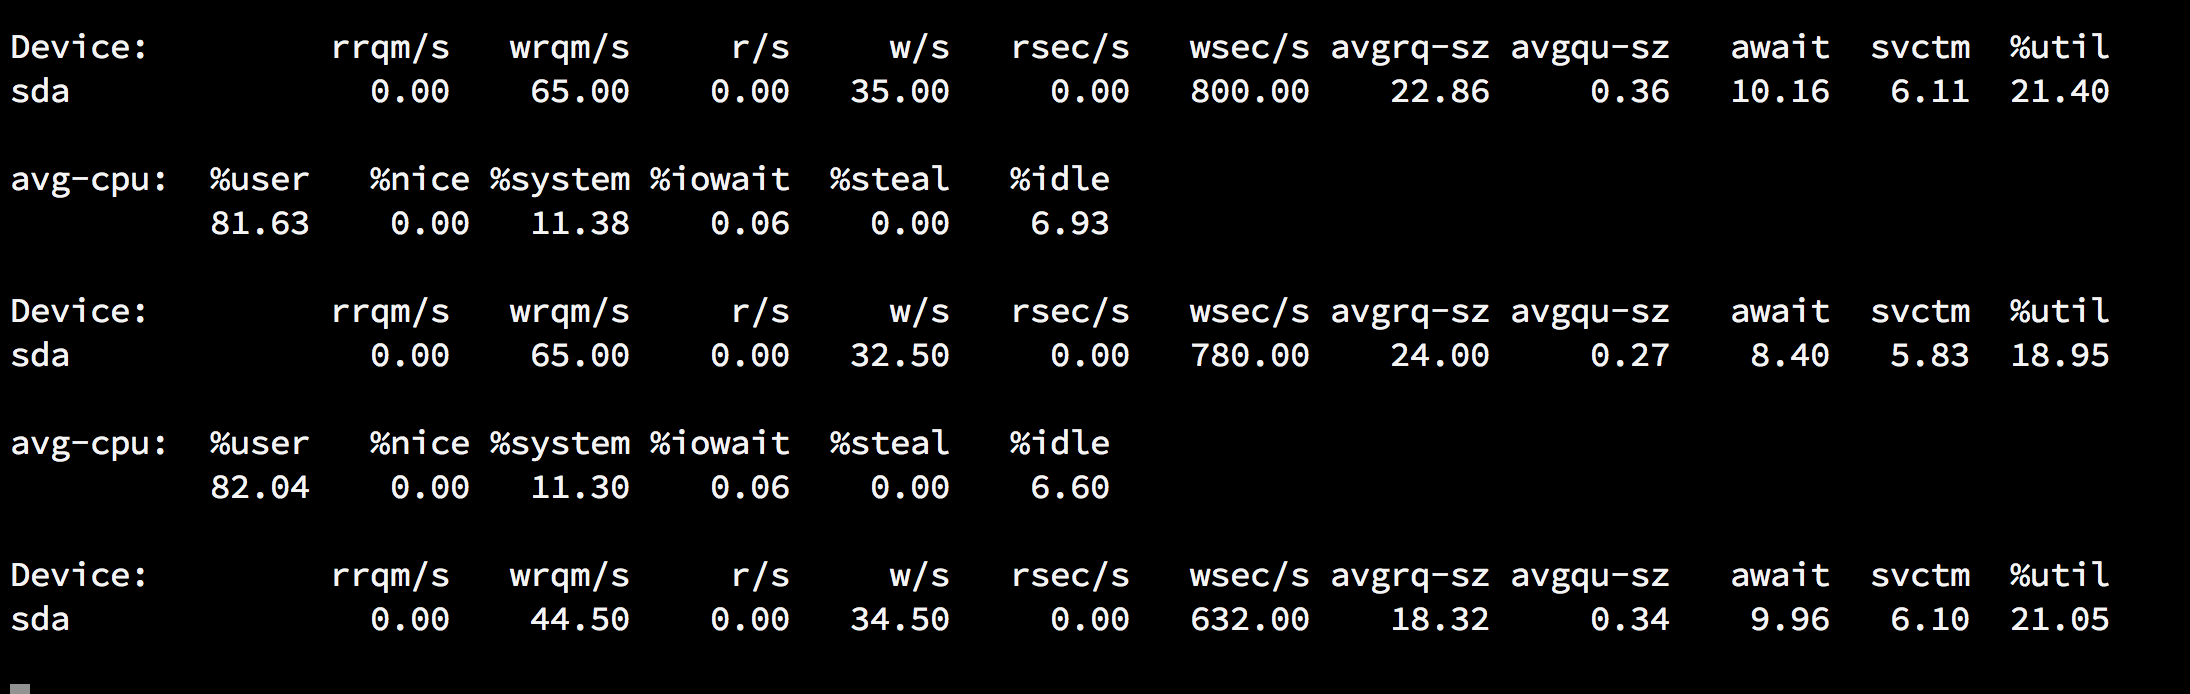 Device: rrqm/s wrqm/s r/s w/s rsec/s wsec/s avgrq-sz avgqu-sz await svctm %util
sda 0.00 65.00 0.00 35.00 0.00 800.00 22.86 0.36 10.16 6.11 21.40
avg-cpu: %user %nice %system %iowait %steal %idle
81.63 0.00 11.38 0.06 0.00 6.93
Device: rrqm/s wrqm/s r/s w/s rsec/s wsec/s avgrq-sz avgqu-sz await svctm %util
sda 0.00 65.00 0.00 32.50 0.00 780.00 24.00 0.27 8.40 5.83 18.95
avg-cpu: %user %nice %system %iowait %steal %idle
82.04 0.00 11.30 0.06 0.00 6.60
Device: rrqm/s wrqm/s r/s w/s rsec/s wsec/s avgrq-sz avgqu-sz await svctm %util
sda 0.00 44.50 0.00 34.50 0.00 632.00 18.32 0.34 9.96 6.10 21.05